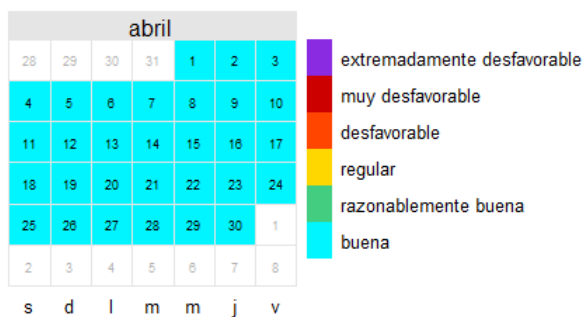 abril
28 29 30 31 1 2 3
4 5 6 7 8 9 10
11 12 13 14 15 16 17
18 19 20 21 22 23 24
25 26 27 28 29 30 1
2 3 4 5 6 7 8
s d l m m j v
extremadamente desfavorable
muy desfavorable
desfavorable
regular
razonablemente buena
buena